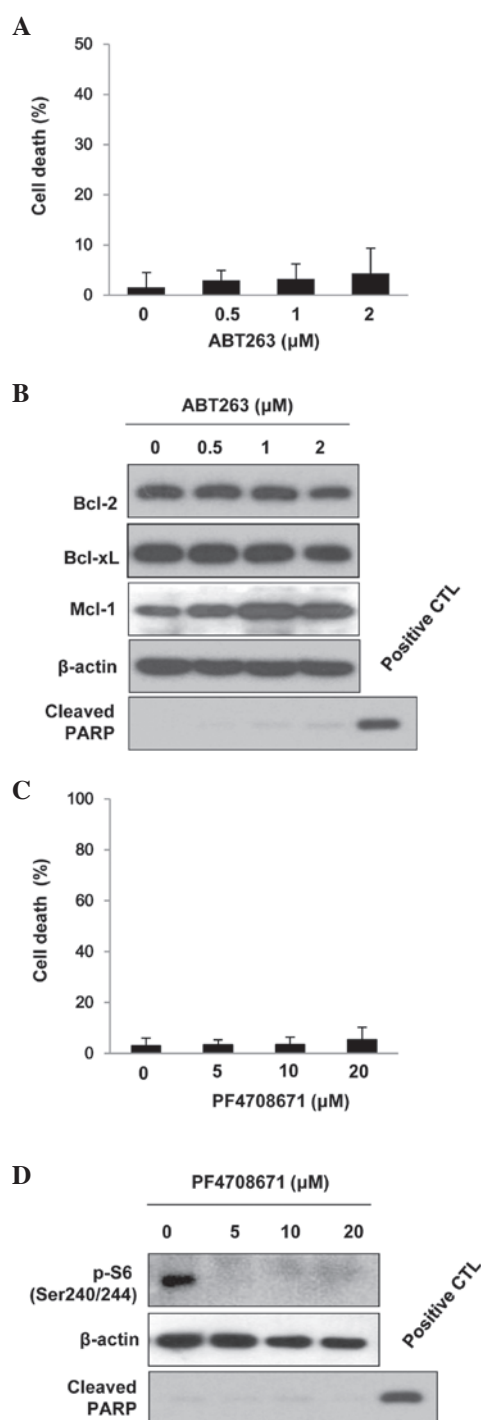 A
50
40
30
20
10
0
Cell death (%)
0 0.5 1 2
ABT263 (µM)
B
ABT263 (µM)
0 0.5 1 2
Bcl-2
Bcl-xL
Mcl-1
β-actin
Cleaved
PARP
Positive CTL
C
100
80
60
40
20
0
Cell death (%)
0 5 10 20
PF4708671 (µM)
D
PF4708671 (µM)
0 5 10 20
p-S6
(Ser240/244)
β-actin
Cleaved
PARP
Positive CTL